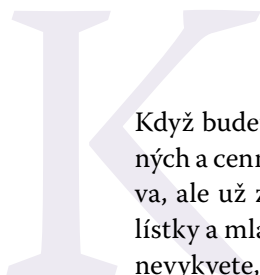 K
Když bude
ných a cenn
va, ale už z
lístky a mla
nevykvete,